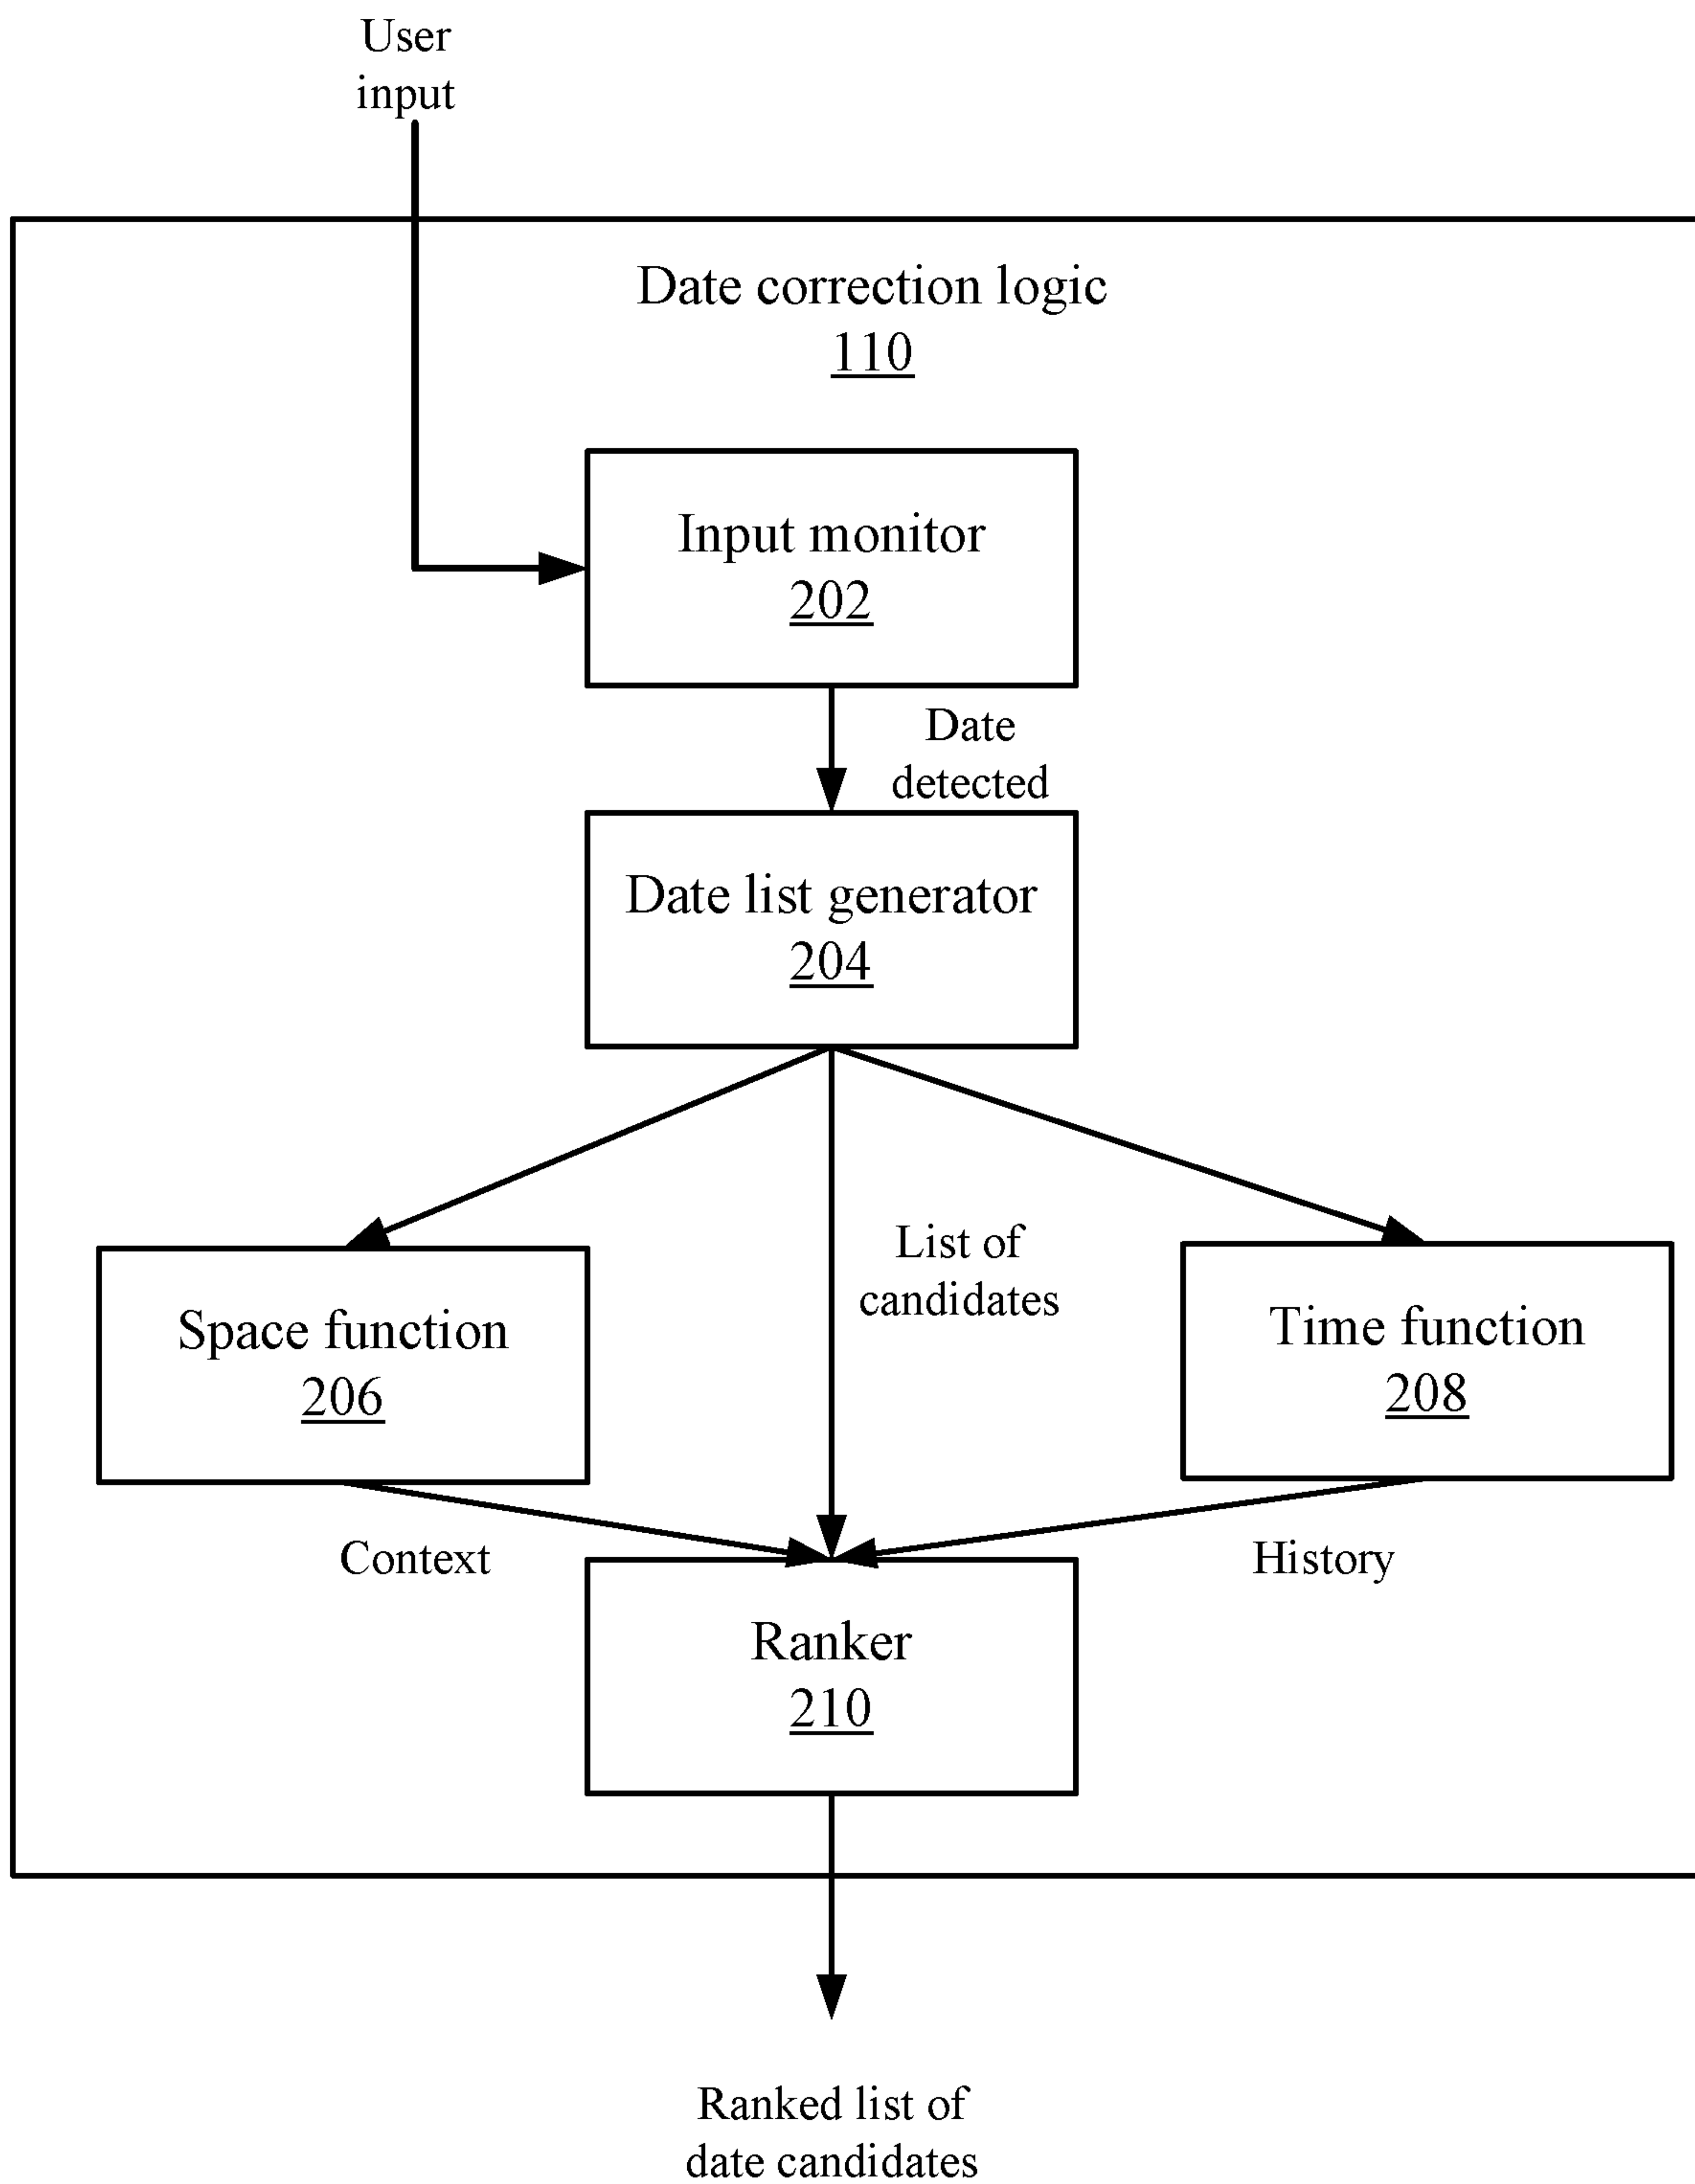 User
input
Date correction logic
110
Input monitor
202
Date
detected
Date list generator
204
List of
candidates
Space function
206
Time function
208
Context
History
Ranker
210
Ranked list of
date candidates